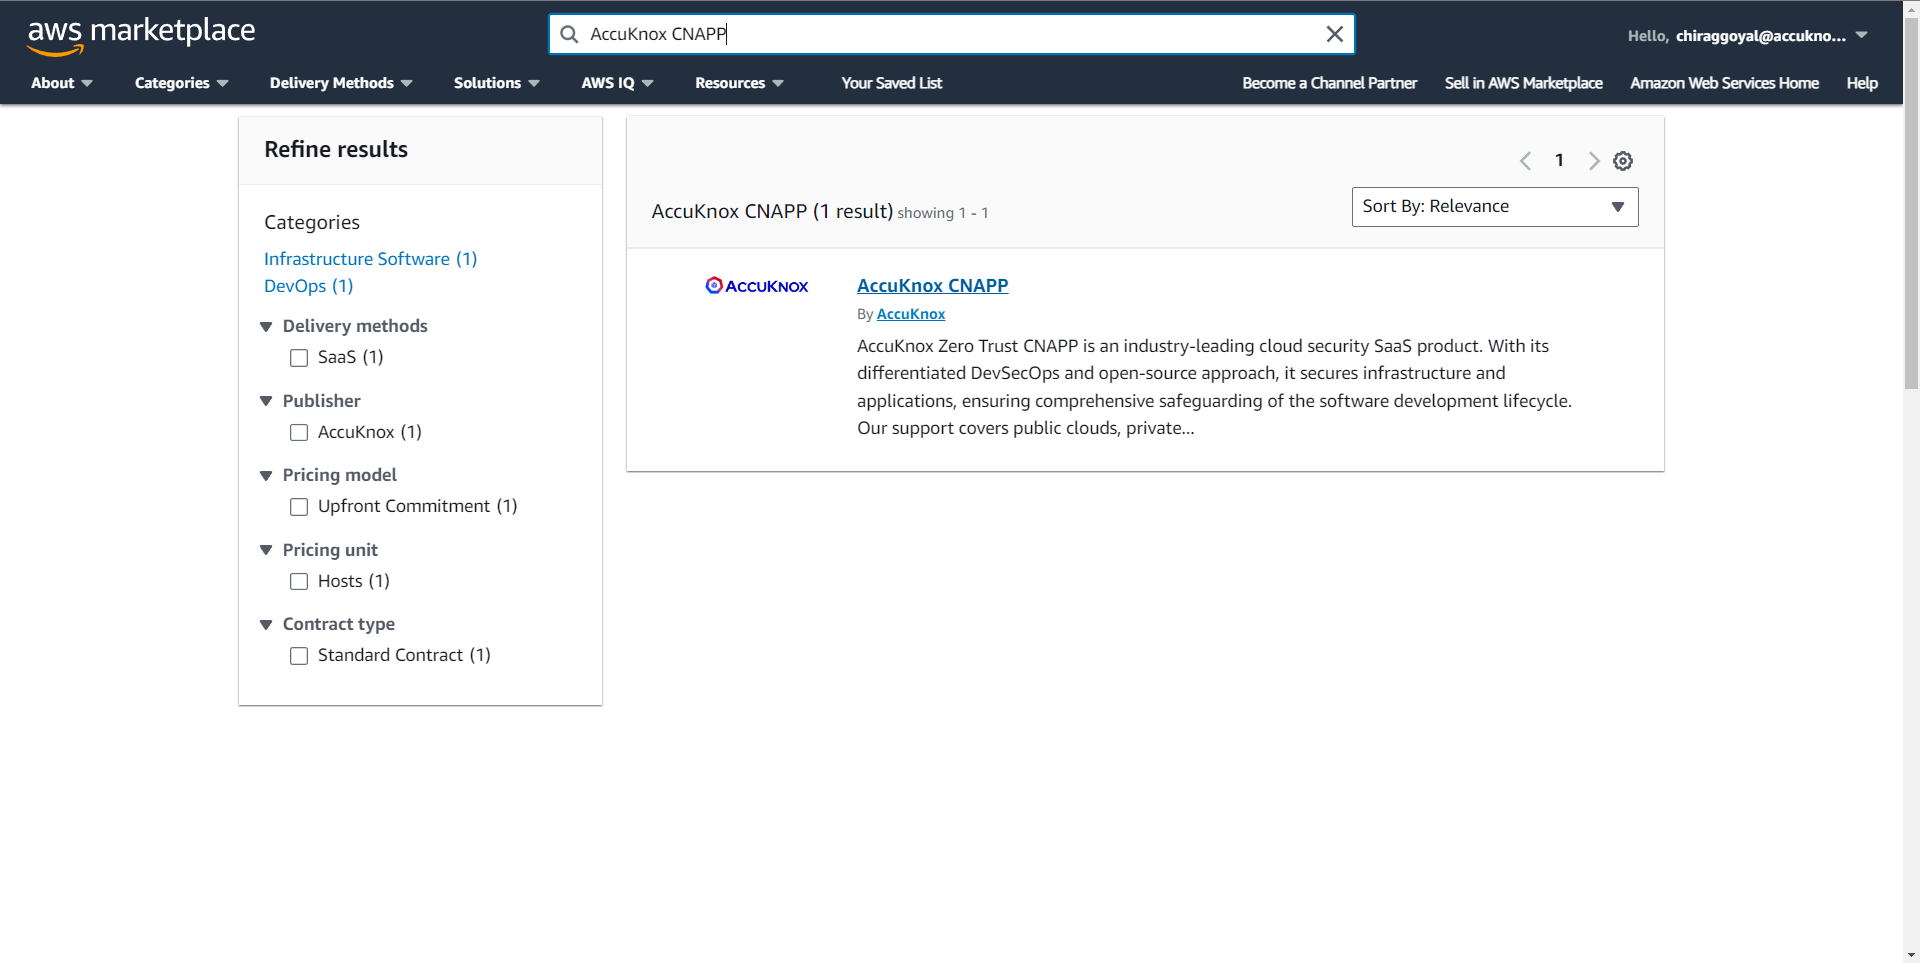 aws marketplace
AccuKnox CNAPP
Hello, chiraggoyal@accukno...
About
Categories
Delivery Methods
Solutions
AWS IQ
Resources
Your Saved List
Become a Channel Partner
Sell in AWS Marketplace
Amazon Web Services Home
Help
Refine results
Categories
Infrastructure Software (1)
DevOps (1)
Delivery methods
SaaS (1)
Publisher
AccuKnox (1)
Pricing model
Upfront Commitment (1)
Pricing unit
Hosts (1)
Contract type
Standard Contract (1)
1
AccuKnox CNAPP (1 result) showing 1 - 1
Sort By: Relevance
ACCUKNOX
AccuKnox CNAPP
By AccuKnox
AccuKnox Zero Trust CNAPP is an industry-leading cloud security SaaS product. With its
differentiated DevSecOps and open-source approach, it secures infrastructure and
applications, ensuring comprehensive safeguarding of the software development lifecycle.
Our support covers public clouds, private...